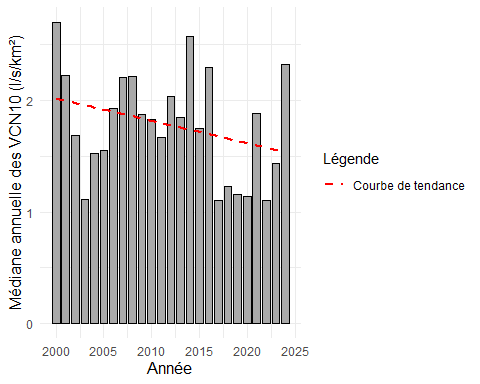 Médiane annuelle des VCN10 (l/s/km²)
2
1
0
2000 2005 2010 2015 2020 2025
Année
Légende
Courbe de tendance